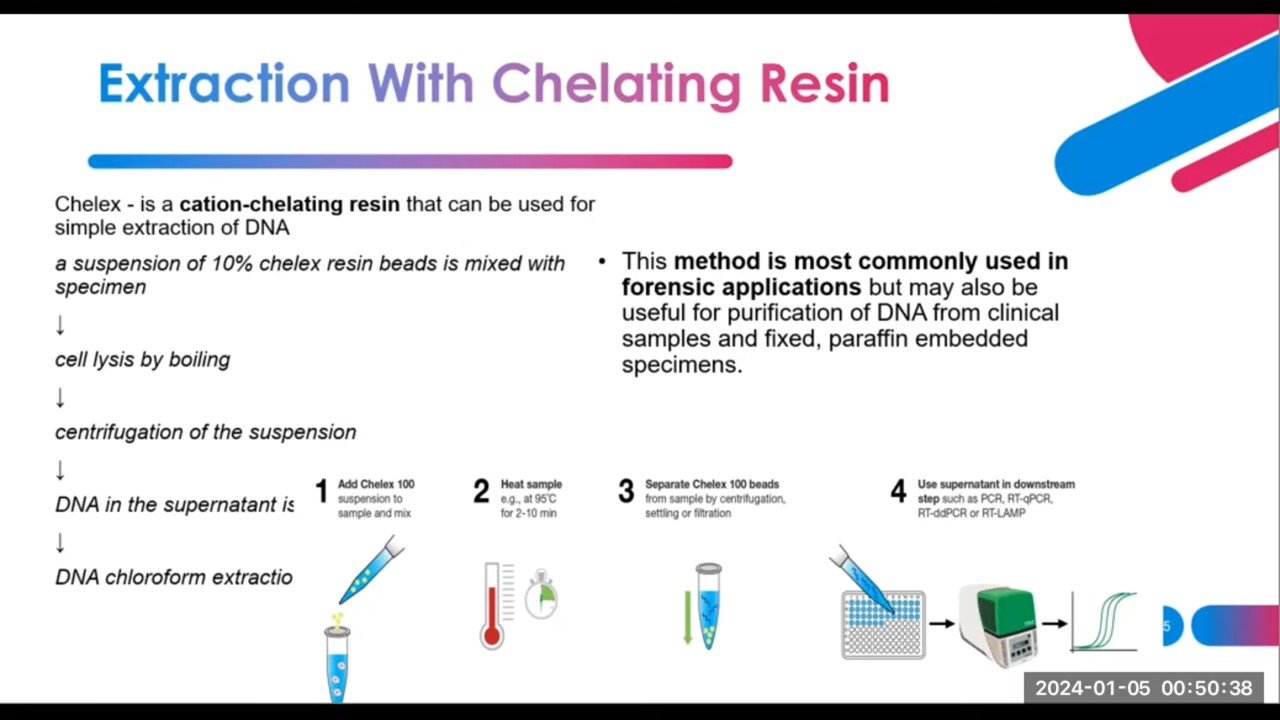 Extraction With Chelating Resin
Chelex - is a cation-chelating resin that can be used for
simple extraction of DNA
a suspension of 10% chelex resin beads is mixed with
specimen
↓
cell lysis by boiling
↓
centrifugation of the suspension
↓
DNA in the supernatant is
↓
DNA chloroform extractio
• This method is most commonly used in
forensic applications but may also be
useful for purification of DNA from clinical
samples and fixed, paraffin embedded
specimens.
1 Add Chelex 100
suspension to
sample and mix
2 Heat sample
e.g., at 95°C
for 2-10 min
3 Separate Chelex 100 beads
from sample by centrifugation,
settling or filtration
4 Use supernatant in downstream
step such as PCR, RT-qPCR,
RT-ddPCR or RT-LAMP
5
2024-01-05 00:50:38